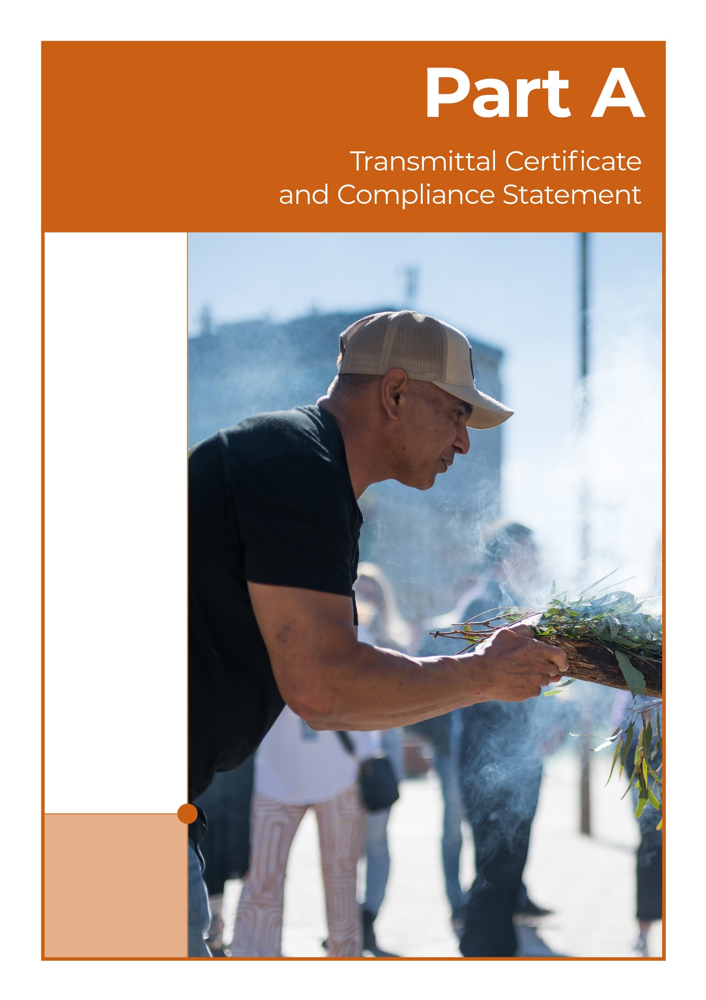 Part A
Transmittal Certificate
and Compliance Statement